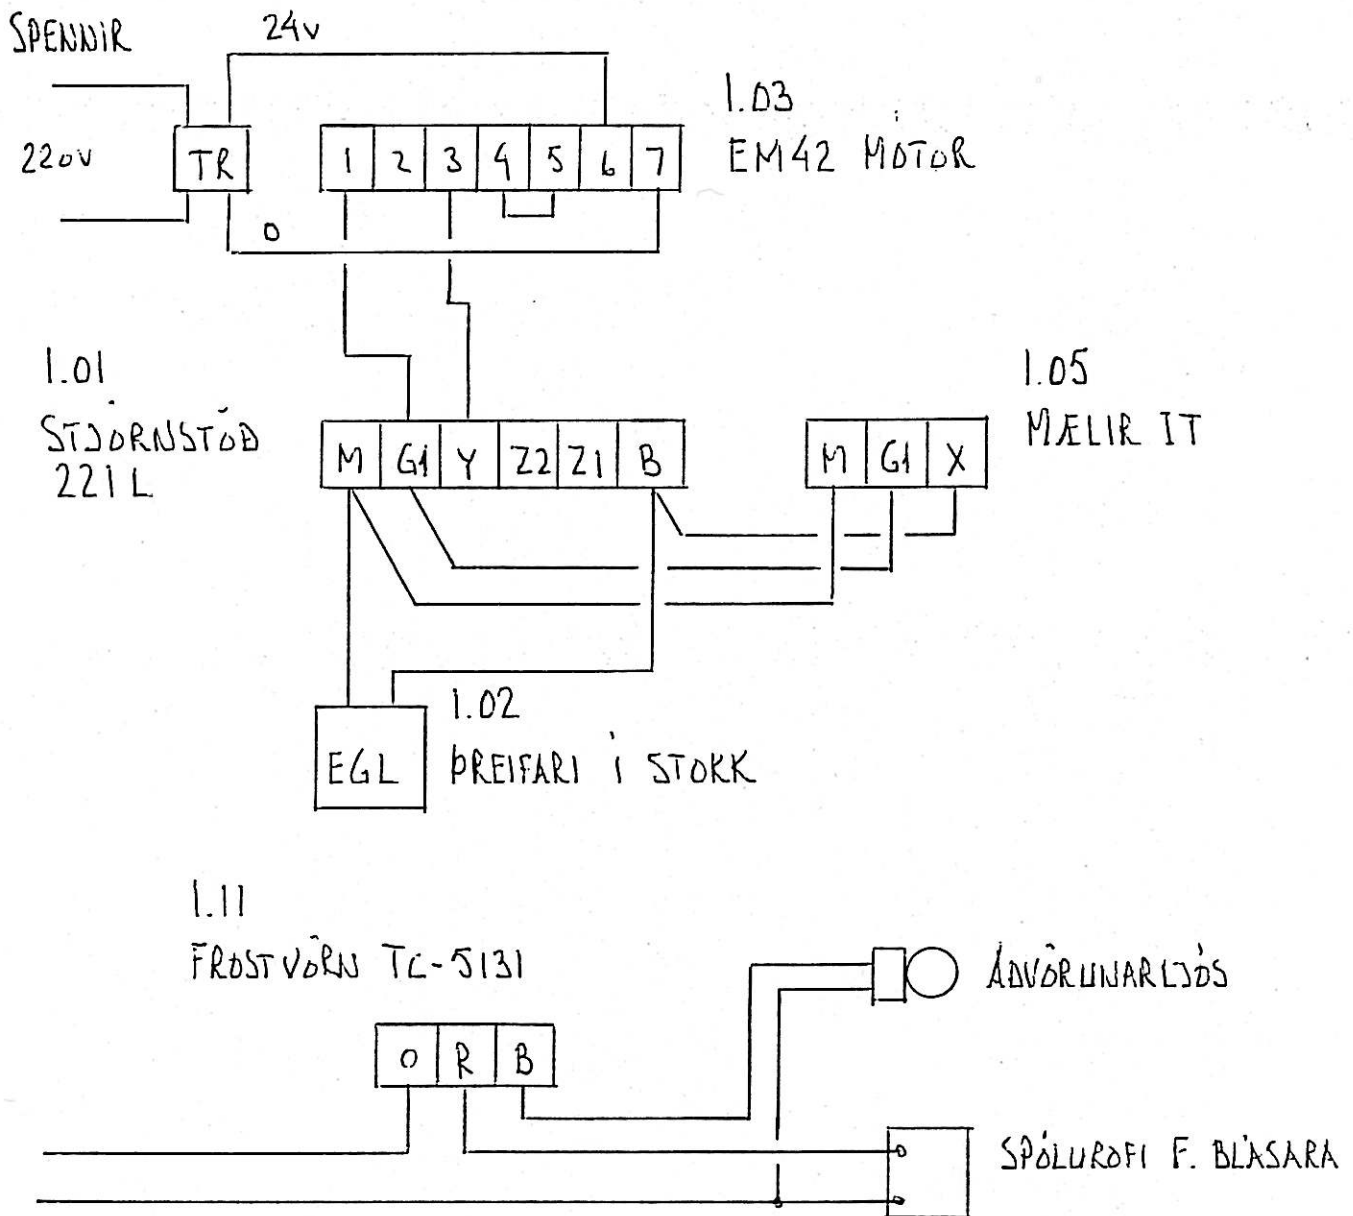 SPENNIR
24V
220V
TR
1 2 3 4 5 6 7
1.03
EM42 MÓTOR
0
1.01
STJÓRNSTÖÐ
221L
M G1 Y Z2 Z1 B
M G1 X
1.05
MÆLIR IT
EGL
1.02
ÞREIFARI Í STOKK
1.11
FROSTVÖRN TC-5131
O R B
AÐVÖRUNARLJÓS
SPÓLUROFI F. BLÁSARA